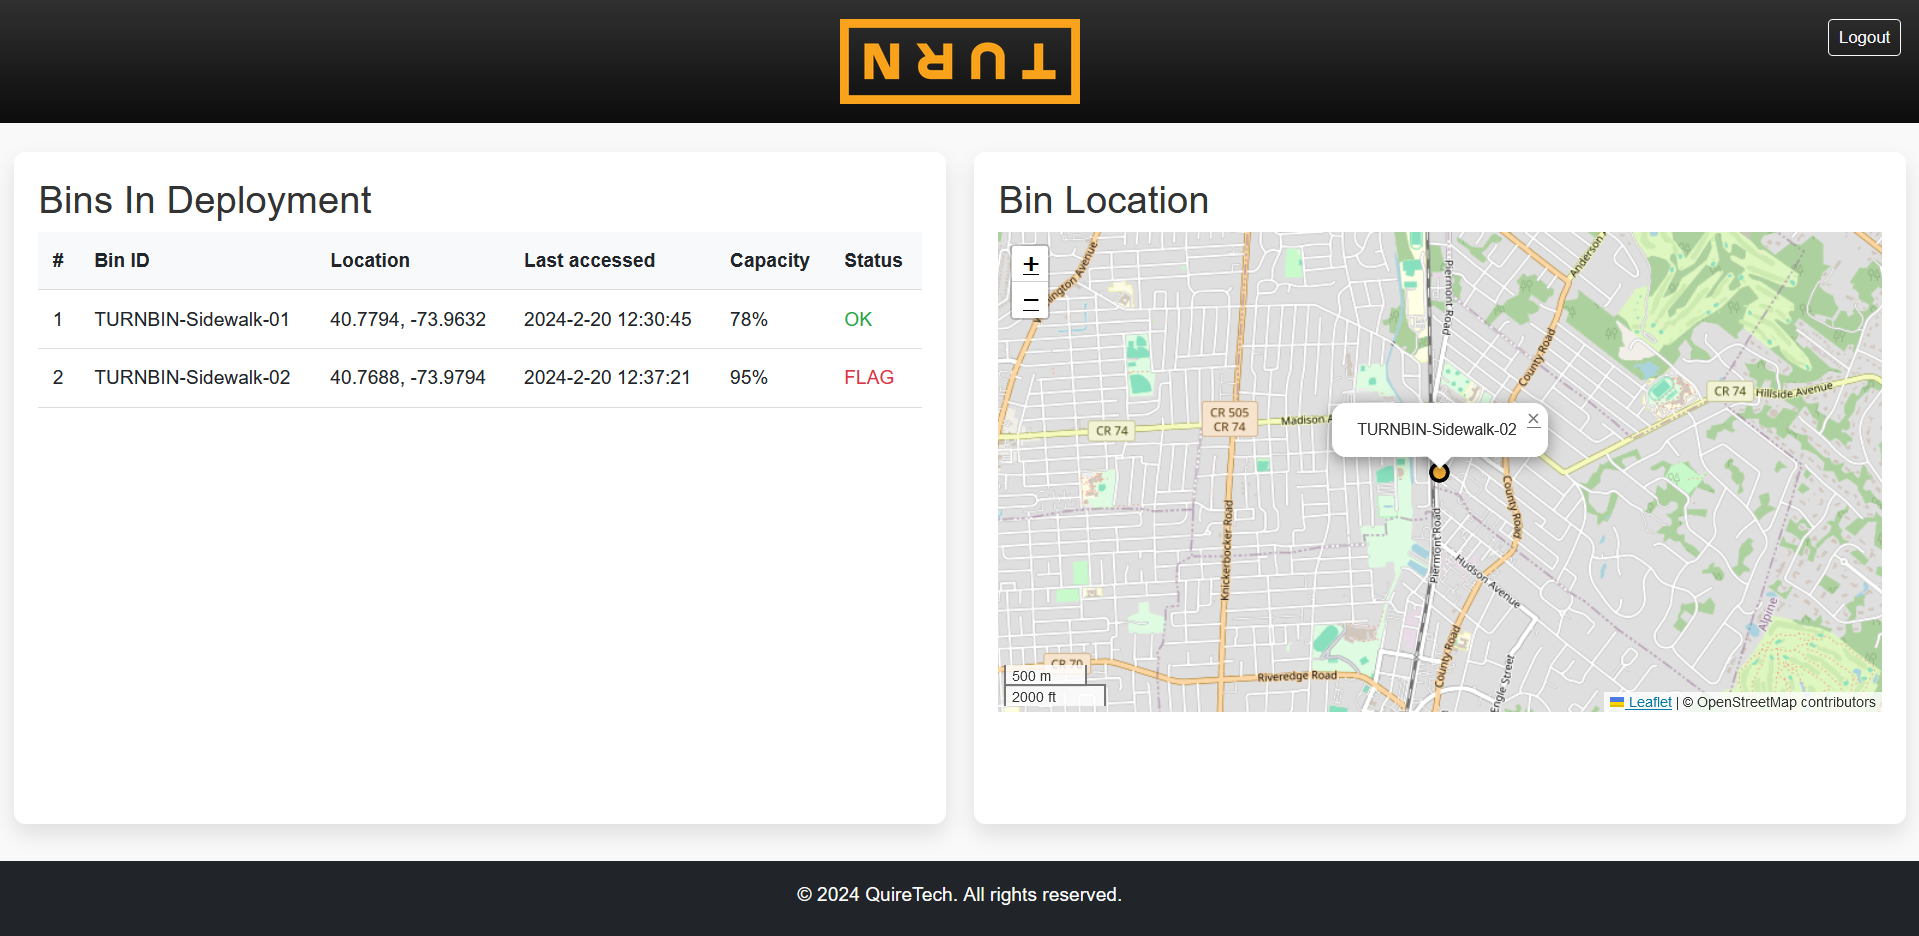 TURN
Logout
Bins In Deployment
# Bin ID Location Last accessed Capacity Status
1 TURNBIN-Sidewalk-01 40.7794, -73.9632 2024-2-20 12:30:45 78% OK
2 TURNBIN-Sidewalk-02 40.7688, -73.9794 2024-2-20 12:37:21 95% FLAG
Bin Location
+
−
Piermont Road
Anderson
County Road
CR 74
Hillside Avenue
CR 505
CR 74
CR 74
Madison
TURNBIN-Sidewalk-02 ×
County Road
Knickerbocker Road
Piermont Road
Hudson Avenue
Alpine
County Road
Engle Street
CR 70
Riveredge Road
500 m
2000 ft
Leaflet | © OpenStreetMap contributors
© 2024 QuireTech. All rights reserved.